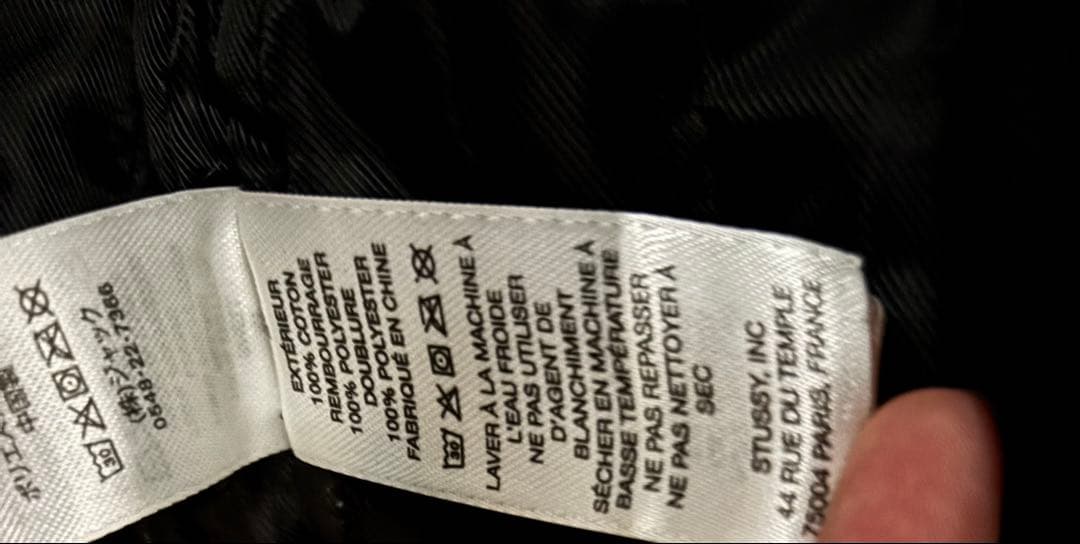 ポリエス
中国製
30
(株)ジャック
0548-22-7366
EXTÉRIEUR
100% COTON
REMBOURRAGE
100% POLYESTER
DOUBLURE
100% POLYESTER
FABRIQUÉ EN CHINE
30
LAVER À LA MACHINE À
L'EAU FROIDE
NE PAS UTILISER
D'AGENT DE
BLANCHIMENT
SÉCHER EN MACHINE À
BASSE TEMPÉRATURE
NE PAS REPASSER
NE PAS NETTOYER À
SEC
STUSSY, INC
44 RUE DU TEMPLE
75004 PARIS, FRANCE